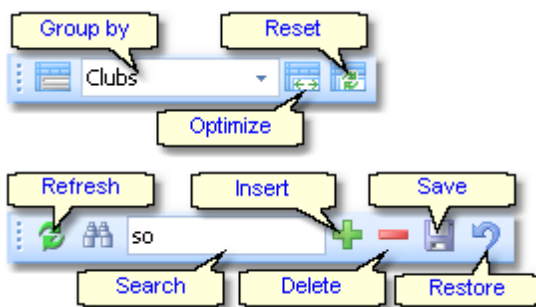 Group by
Reset
Clubs
Optimize
Refresh
Insert
Save
so
Search
Delete
Restore